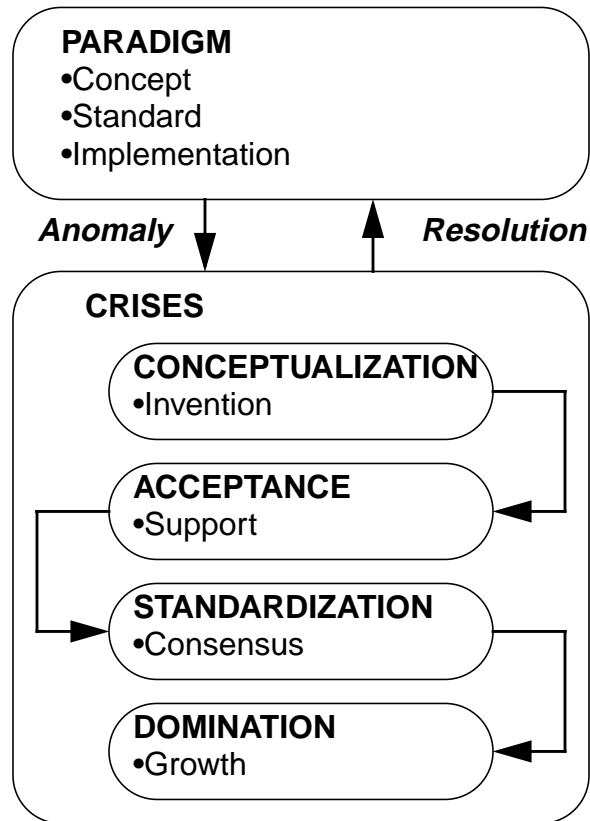 PARADIGM
•Concept
•Standard
•Implementation
Anomaly
Resolution
CRISES
CONCEPTUALIZATION
•Invention
ACCEPTANCE
•Support
STANDARDIZATION
•Consensus
DOMINATION
•Growth